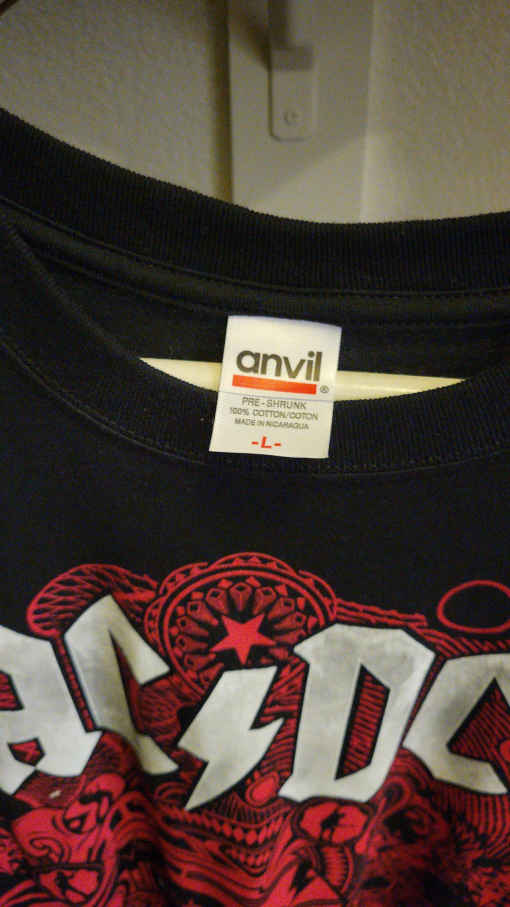 anvil
®
PRE-SHRUNK
100% COTTON/COTON
MADE IN NICARAGUA
-L-
AC⚡DC